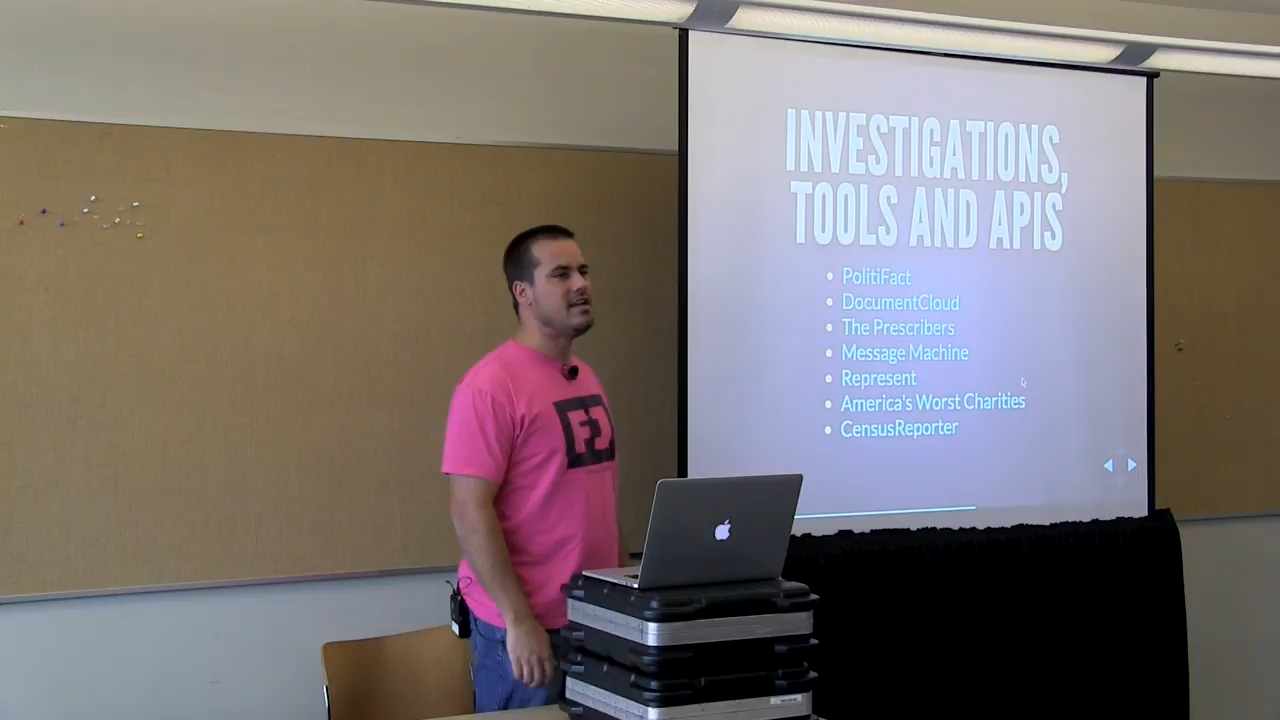 INVESTIGATIONS,
TOOLS AND APIS
PolitiFact
DocumentCloud
The Prescribers
Message Machine
Represent
America's Worst Charities
CensusReporter